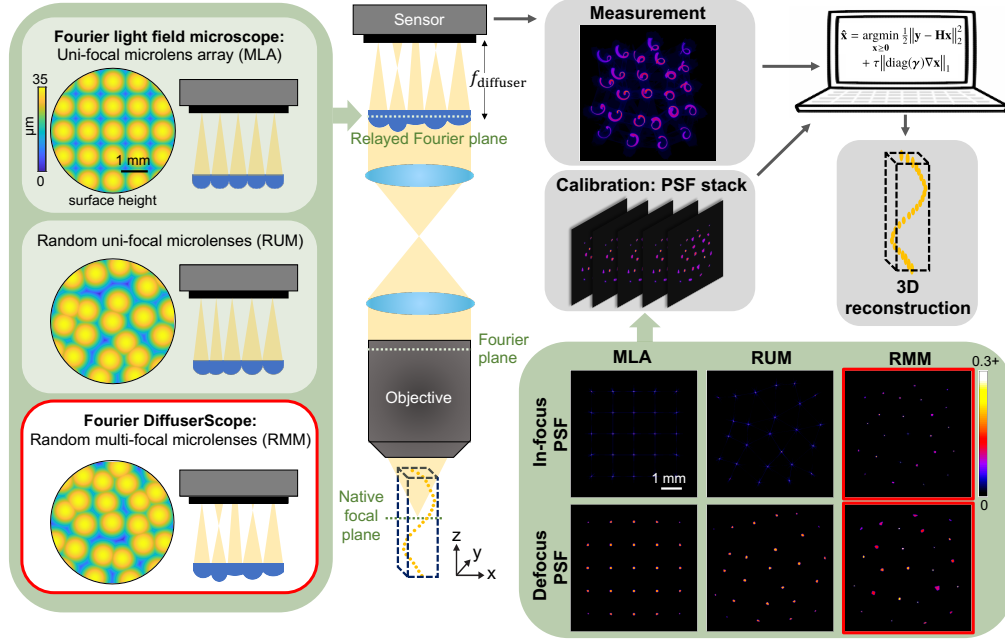 Fourier light field microscope:
Uni-focal microlens array (MLA)
35
μm
0
1 mm
surface height
Random uni-focal microlenses (RUM)
Fourier DiffuserScope:
Random multi-focal microlenses (RMM)
Sensor
f_diffuser
Relayed Fourier plane
Fourier
plane
Objective
Native
focal
plane
z
y
x
Measurement
Calibration: PSF stack
x̂ = argmin ½‖y − Hx‖₂²
x≥0
+ τ‖diag(γ)∇x‖₁
3D
reconstruction
MLA RUM RMM
In-focus
PSF
1 mm
0.3+
0
Defocus
PSF